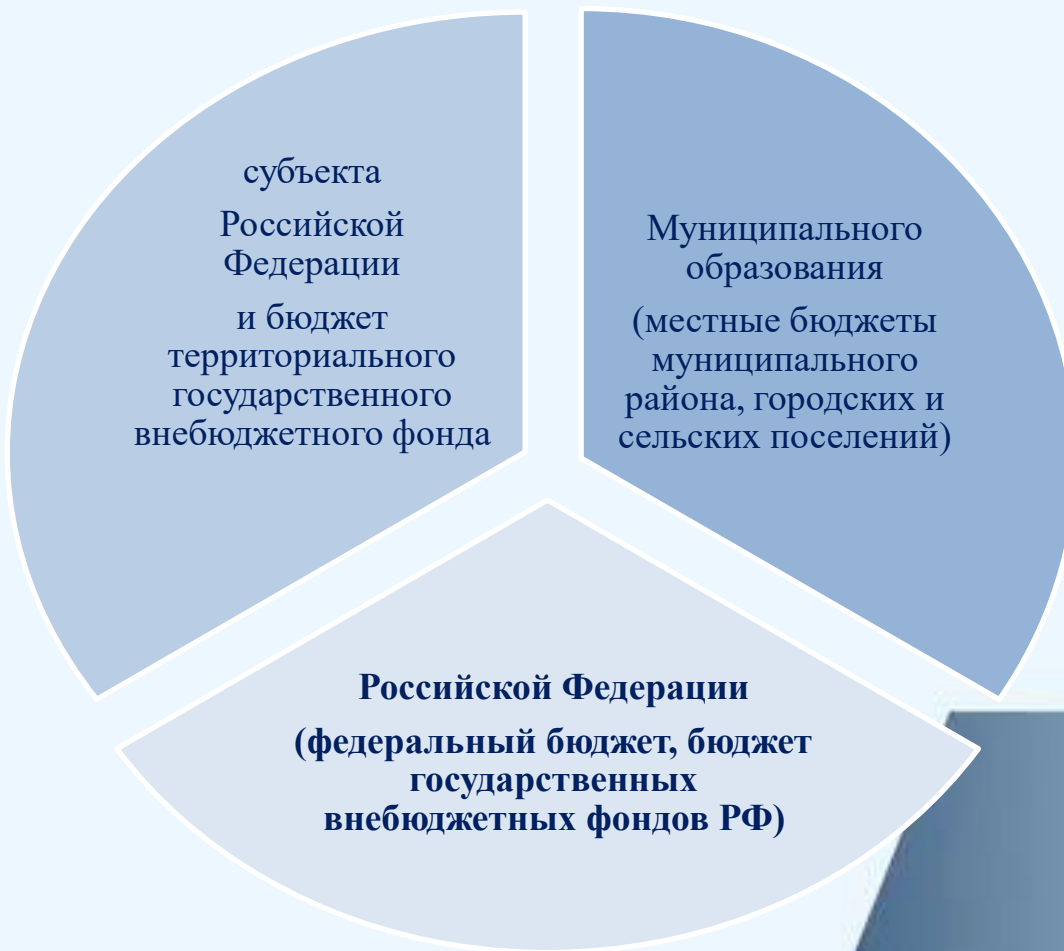 субъекта
Российской
Федерации
и бюджет
территориального
государственного
внебюджетного фонда
Муниципального
образования
(местные бюджеты
муниципального
района, городских и
сельских поселений)
Российской Федерации
(федеральный бюджет, бюджет
государственных
внебюджетных фондов РФ)